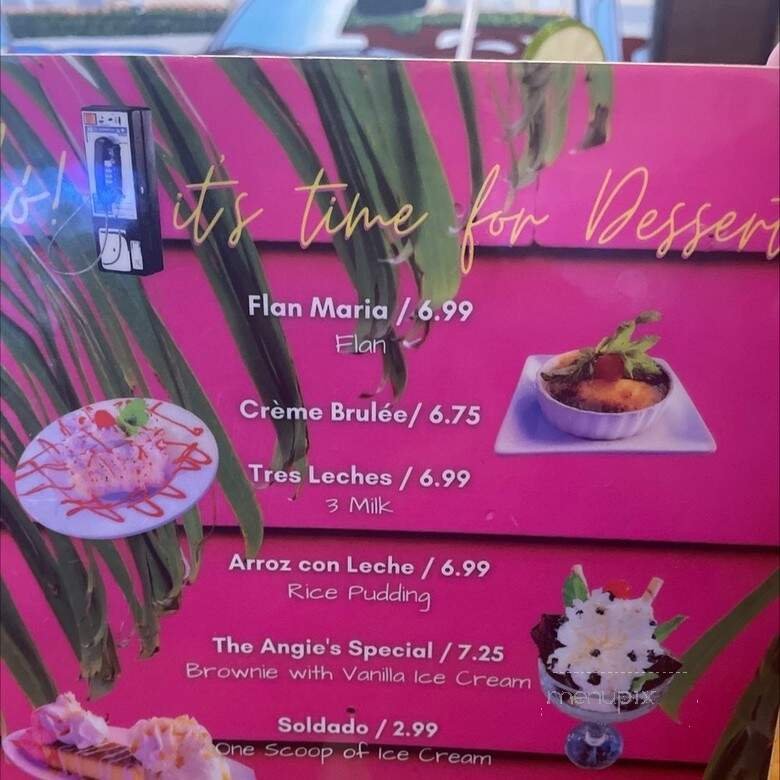 ó! it's time for Dessert
Flan Maria / 6.99
Flan
Crème Brulée/ 6.75
Tres Leches / 6.99
3 Milk
Arroz con Leche / 6.99
Rice Pudding
The Angie's Special / 7.25
Brownie with Vanilla Ice Cream
menupix
Soldado / 2.99
One Scoop of Ice Cream